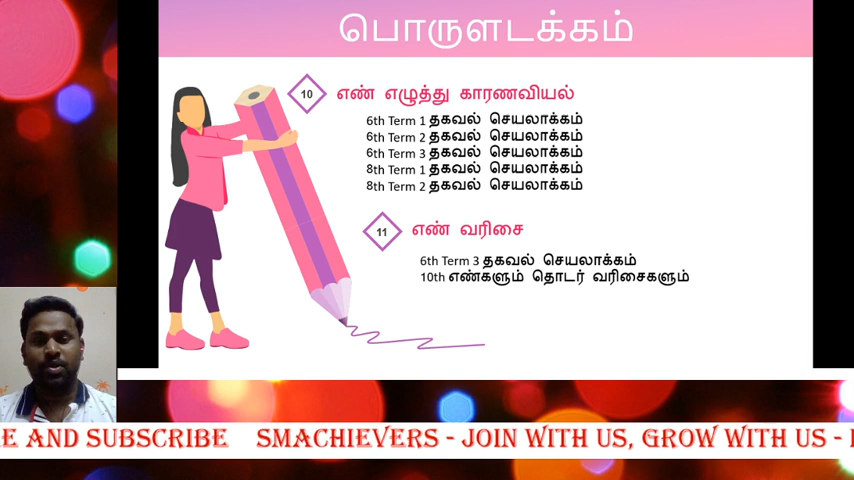 பொருளடக்கம்
10 எண் எழுத்து காரணவியல்
6th Term 1 தகவல் செயலாக்கம்
6th Term 2 தகவல் செயலாக்கம்
6th Term 3 தகவல் செயலாக்கம்
8th Term 1 தகவல் செயலாக்கம்
8th Term 2 தகவல் செயலாக்கம்
11 எண் வரிசை
6th Term 3 தகவல் செயலாக்கம்
10th எண்களும் தொடர் வரிசைகளும்
E AND SUBSCRIBE SMACHIEVERS - JOIN WITH US, GROW WITH US -